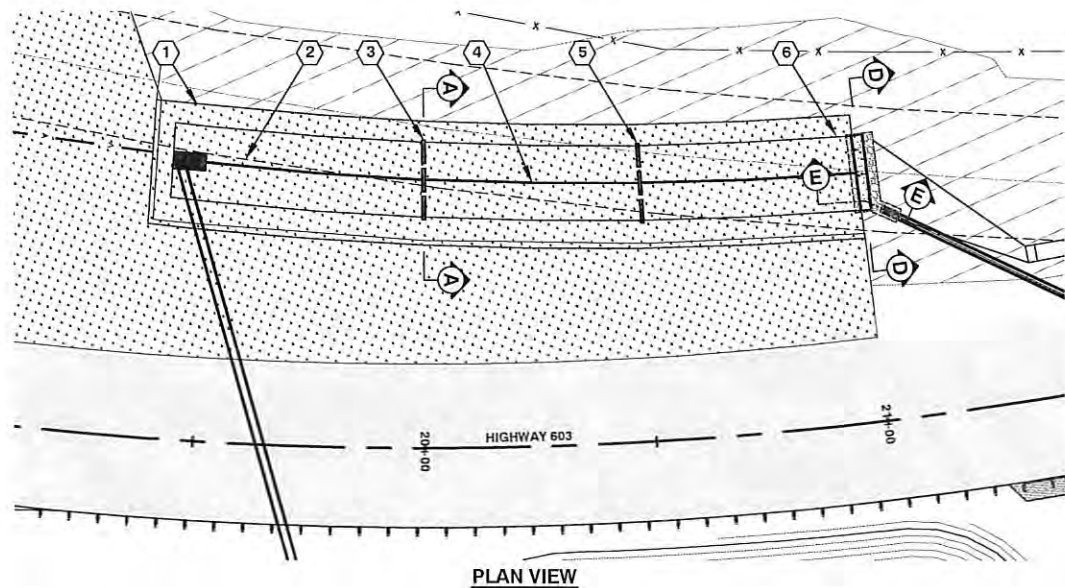 1 2 3 4 5 6
A
D
X X X X X
E
E
A
D
20+00
HIGHWAY 603
21+00
PLAN VIEW